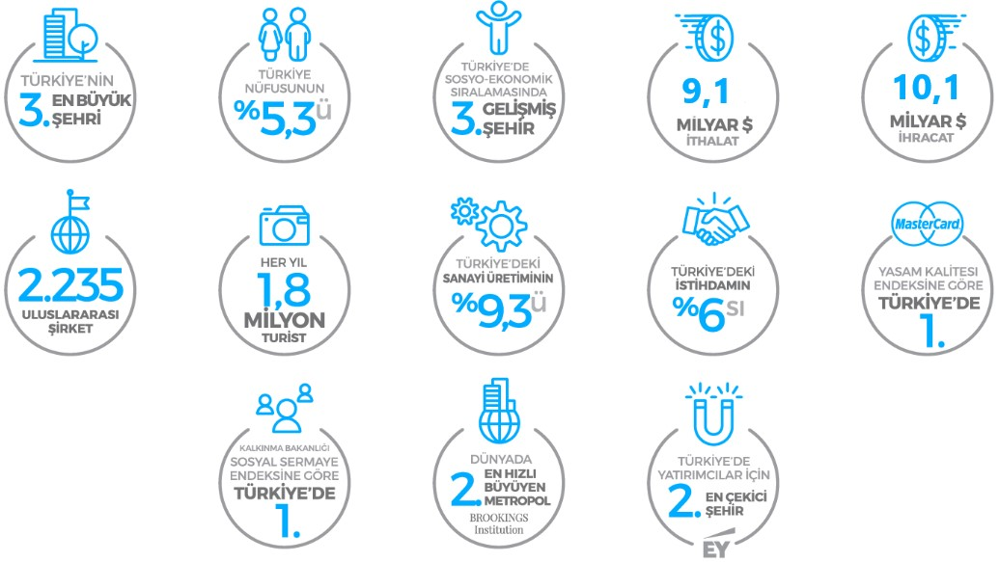 TÜRKİYE'NİN
3. EN BÜYÜK
ŞEHRİ
TÜRKİYE
NÜFUSUNUN
%5,3Ü
TÜRKİYE'DE
SOSYO-EKONOMİK
SIRALAMASINDA
3. GELİŞMİŞ
ŞEHİR
$
9,1
MİLYAR $
İTHALAT
$
10,1
MİLYAR $
İHRACAT
2.235
ULUSLARARASI
ŞİRKET
HER YIL
1,8
MİLYON
TURİST
TÜRKİYE'DEKİ
SANAYİ ÜRETİMİNİN
%9,3Ü
TÜRKİYE'DEKİ
İSTİHDAMIN
%6SI
MasterCard
YASAM KALİTESİ
ENDEKSİNE GÖRE
TÜRKİYE'DE
1.
KALKINMA BAKANLIĞI
SOSYAL SERMAYE
ENDEKSİNE GÖRE
TÜRKİYE'DE
1.
DÜNYADA
2. EN HIZLI
BÜYÜYEN
METROPOL
BROOKINGS
Institution
TÜRKİYE'DE
YATIRIMCILAR İÇİN
2. EN ÇEKİCİ
ŞEHİR
EY